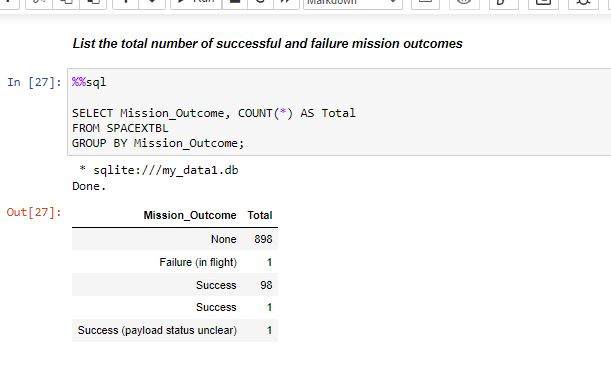 Markdown
List the total number of successful and failure mission outcomes
In [27]: %%sql
SELECT Mission_Outcome, COUNT(*) AS Total
FROM SPACEXTBL
GROUP BY Mission_Outcome;
* sqlite:///my_data1.db
Done.
Out[27]:
Mission_Outcome Total
None 898
Failure (in flight) 1
Success 98
Success 1
Success (payload status unclear) 1